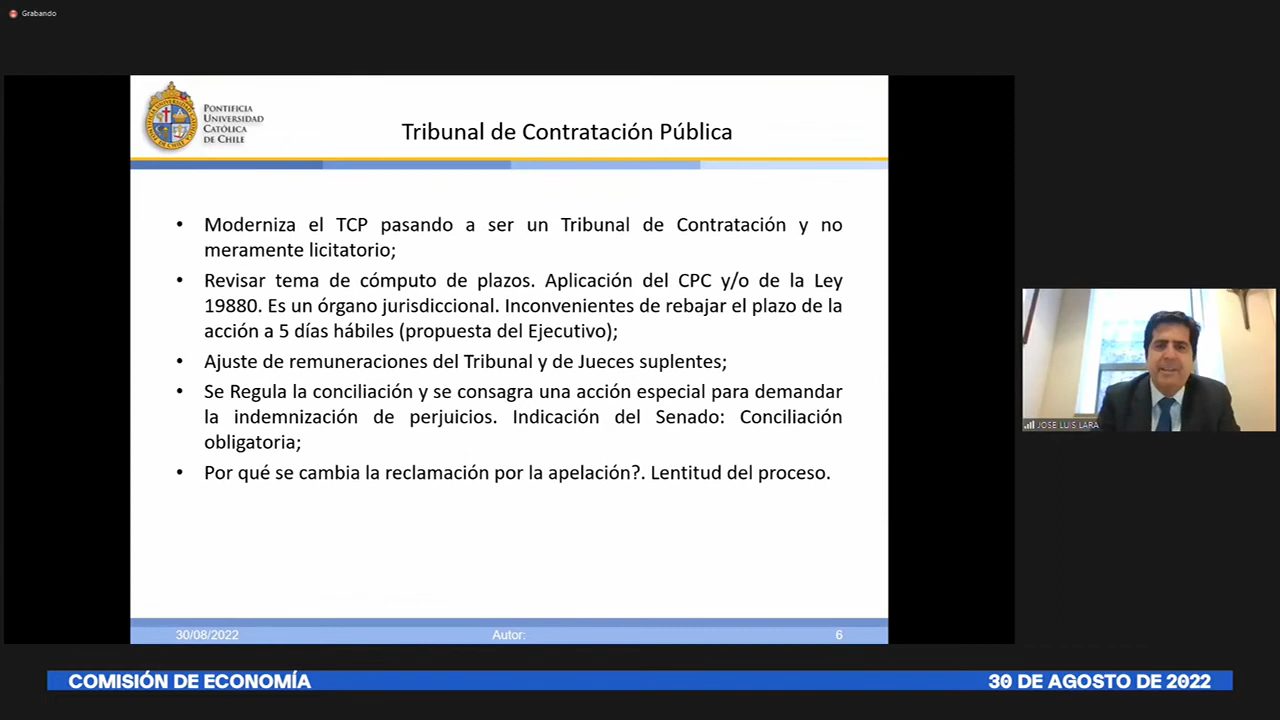 Grabando
PONTIFICIA
UNIVERSIDAD
CATÓLICA
DE CHILE
Tribunal de Contratación Pública
• Moderniza el TCP pasando a ser un Tribunal de Contratación y no
meramente licitatorio;
• Revisar tema de cómputo de plazos. Aplicación del CPC y/o de la Ley
19880. Es un órgano jurisdiccional. Inconvenientes de rebajar el plazo de la
acción a 5 días hábiles (propuesta del Ejecutivo);
• Ajuste de remuneraciones del Tribunal y de Jueces suplentes;
• Se Regula la conciliación y se consagra una acción especial para demandar
la indemnización de perjuicios. Indicación del Senado: Conciliación
obligatoria;
• Por qué se cambia la reclamación por la apelación?. Lentitud del proceso.
30/08/2022 Autor: 6
JOSE LUIS LARA
COMISIÓN DE ECONOMÍA 30 DE AGOSTO DE 2022